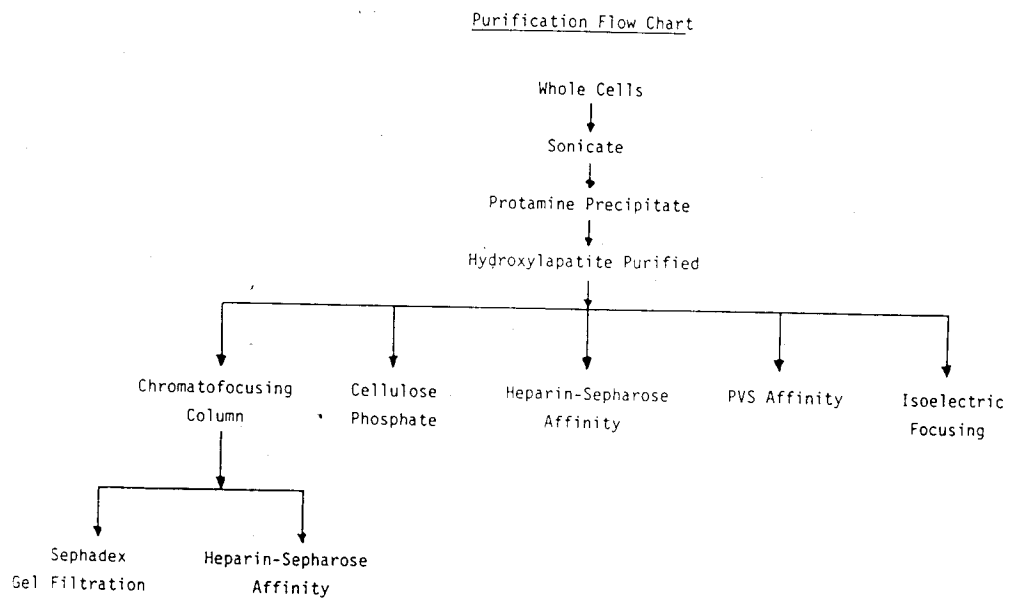 Purification Flow Chart
Whole Cells
Sonicate
Protamine Precipitate
Hydroxylapatite Purified
Chromatofocusing
Column
Cellulose
Phosphate
Heparin-Sepharose
Affinity
PVS Affinity
Isoelectric
Focusing
Sephadex
Gel Filtration
Heparin-Sepharose
Affinity